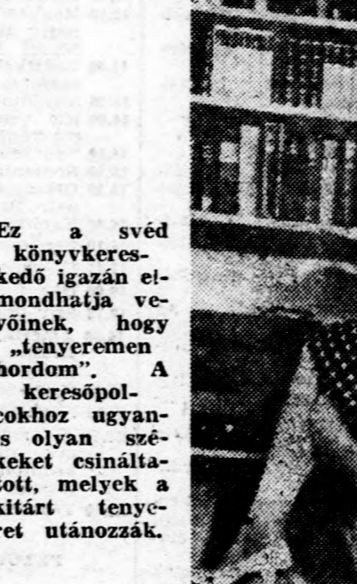 Ez a svéd
könyvkeres-
kedő igazán el-
mondhatja ve-
vőinek, hogy
„tenyeremen
hordom”. A
keresőpol-
cokhoz ugyan-
is olyan szé-
keket csinálta-
tott, melyek a
kitárt tenye-
ret utánozzák.